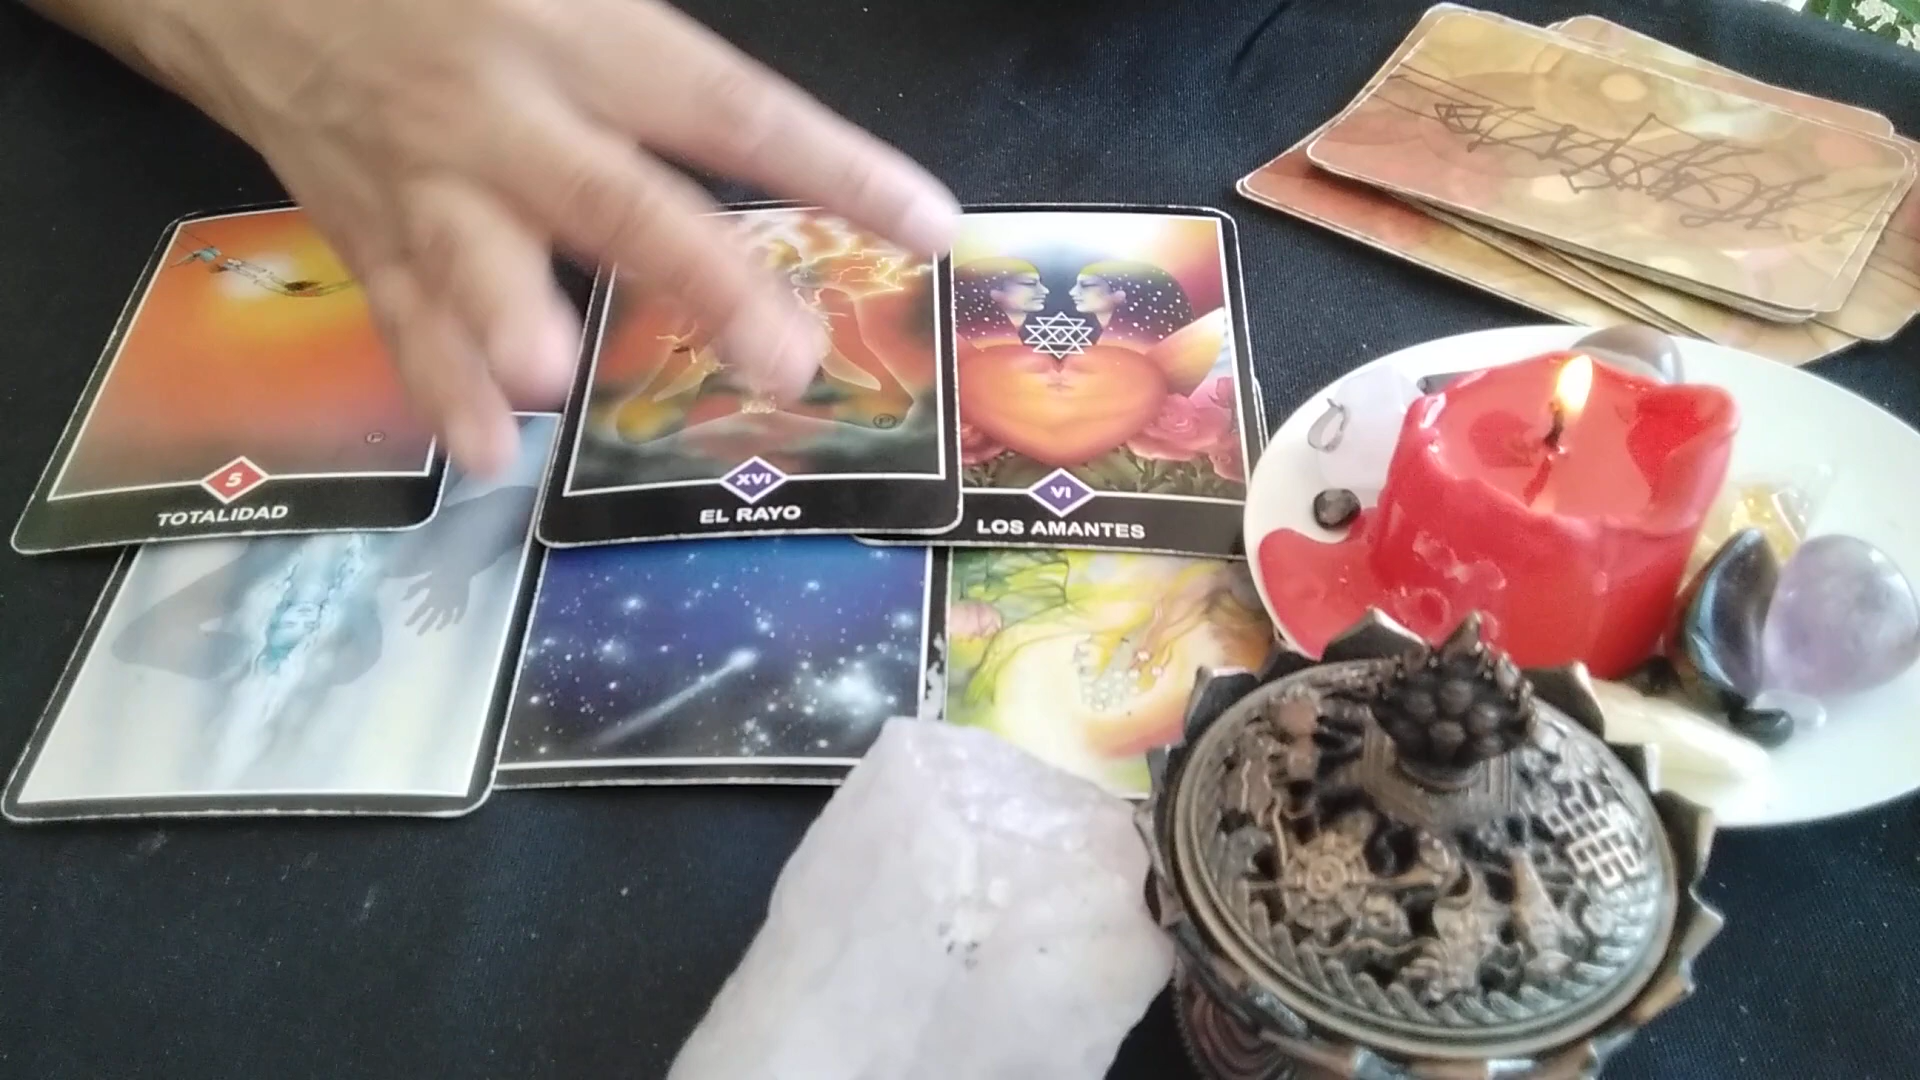 5
TOTALIDAD
XVI
EL RAYO
VI
LOS AMANTES